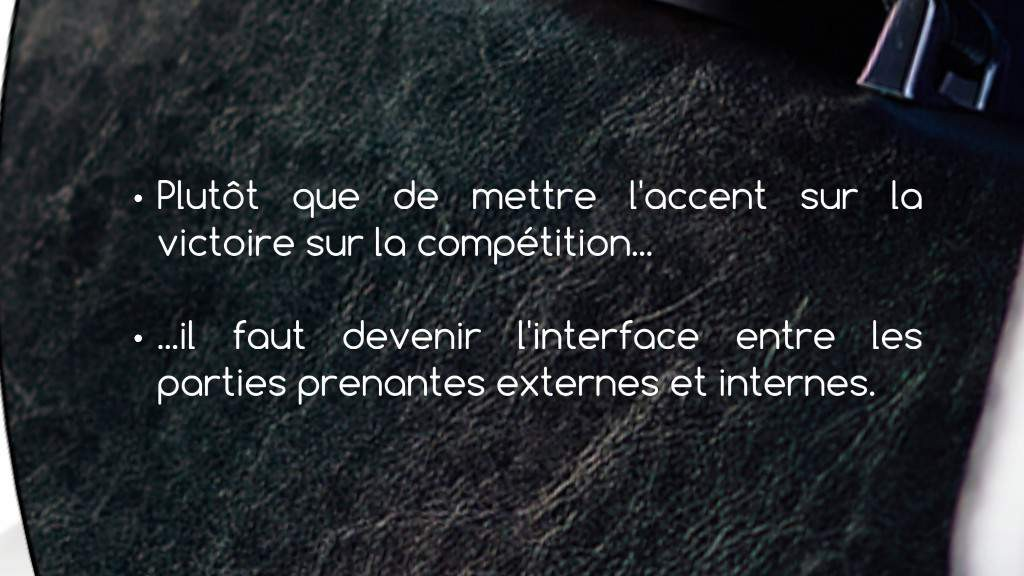 • Plutôt que de mettre l'accent sur la
victoire sur la compétition...
• ...il faut devenir l'interface entre les
parties prenantes externes et internes.